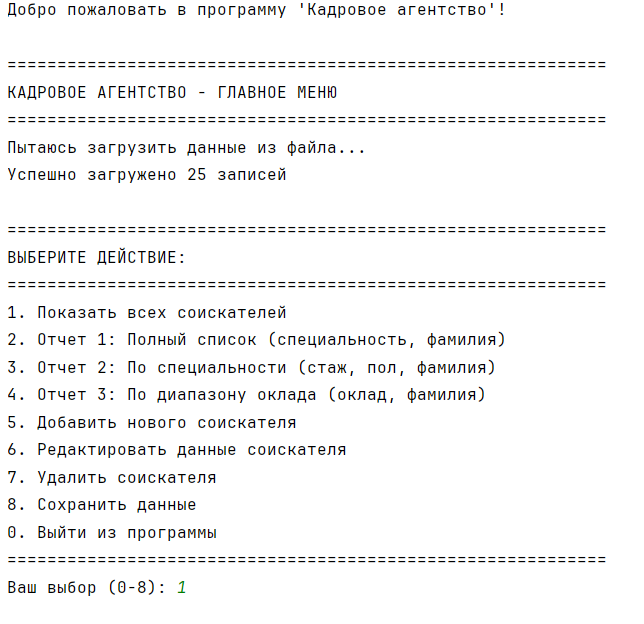 Добро пожаловать в программу 'Кадровое агентство'!
============================================================
КАДРОВОЕ АГЕНТСТВО - ГЛАВНОЕ МЕНЮ
============================================================
Пытаюсь загрузить данные из файла...
Успешно загружено 25 записей
============================================================
ВЫБЕРИТЕ ДЕЙСТВИЕ:
============================================================
1. Показать всех соискателей
2. Отчет 1: Полный список (специальность, фамилия)
3. Отчет 2: По специальности (стаж, пол, фамилия)
4. Отчет 3: По диапазону оклада (оклад, фамилия)
5. Добавить нового соискателя
6. Редактировать данные соискателя
7. Удалить соискателя
8. Сохранить данные
0. Выйти из программы
============================================================
Ваш выбор (0-8): 1